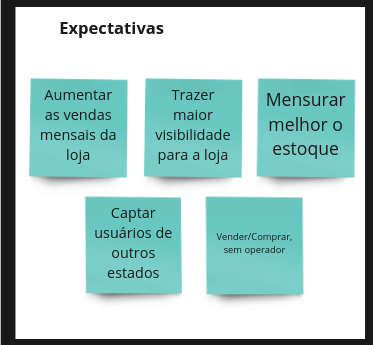 Expectativas
Aumentar
as vendas
mensais da
loja
Trazer
maior
visibilidade
para a loja
Mensurar
melhor o
estoque
Captar
usuários de
outros
estados
Vender/Comprar,
sem operador